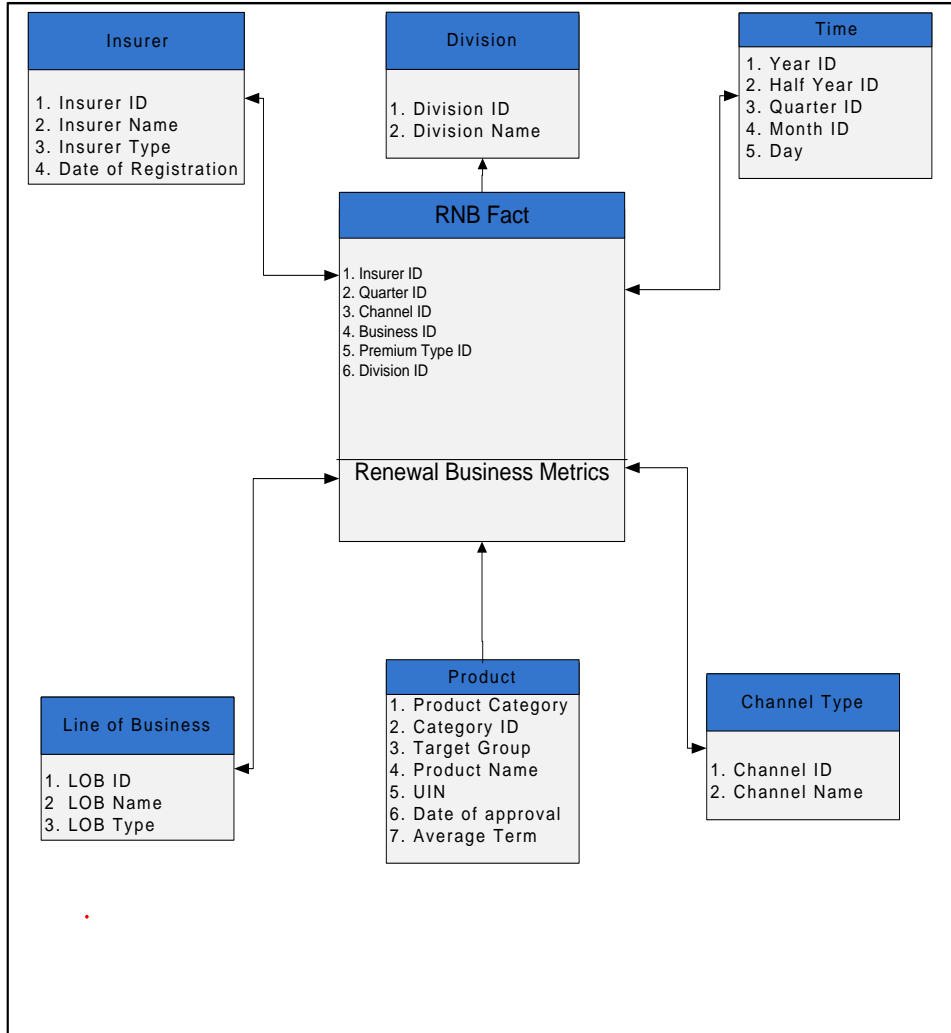 Insurer
1. Insurer ID
2. Insurer Name
3. Insurer Type
4. Date of Registration
Division
1. Division ID
2. Division Name
Time
1. Year ID
2. Half Year ID
3. Quarter ID
4. Month ID
5. Day
RNB Fact
1. Insurer ID
2. Quarter ID
3. Channel ID
4. Business ID
5. Premium Type ID
6. Division ID
Renewal Business Metrics
Line of Business
1. LOB ID
2 LOB Name
3. LOB Type
Product
1. Product Category
2. Category ID
3. Target Group
4. Product Name
5. UIN
6. Date of approval
7. Average Term
Channel Type
1. Channel ID
2. Channel Name